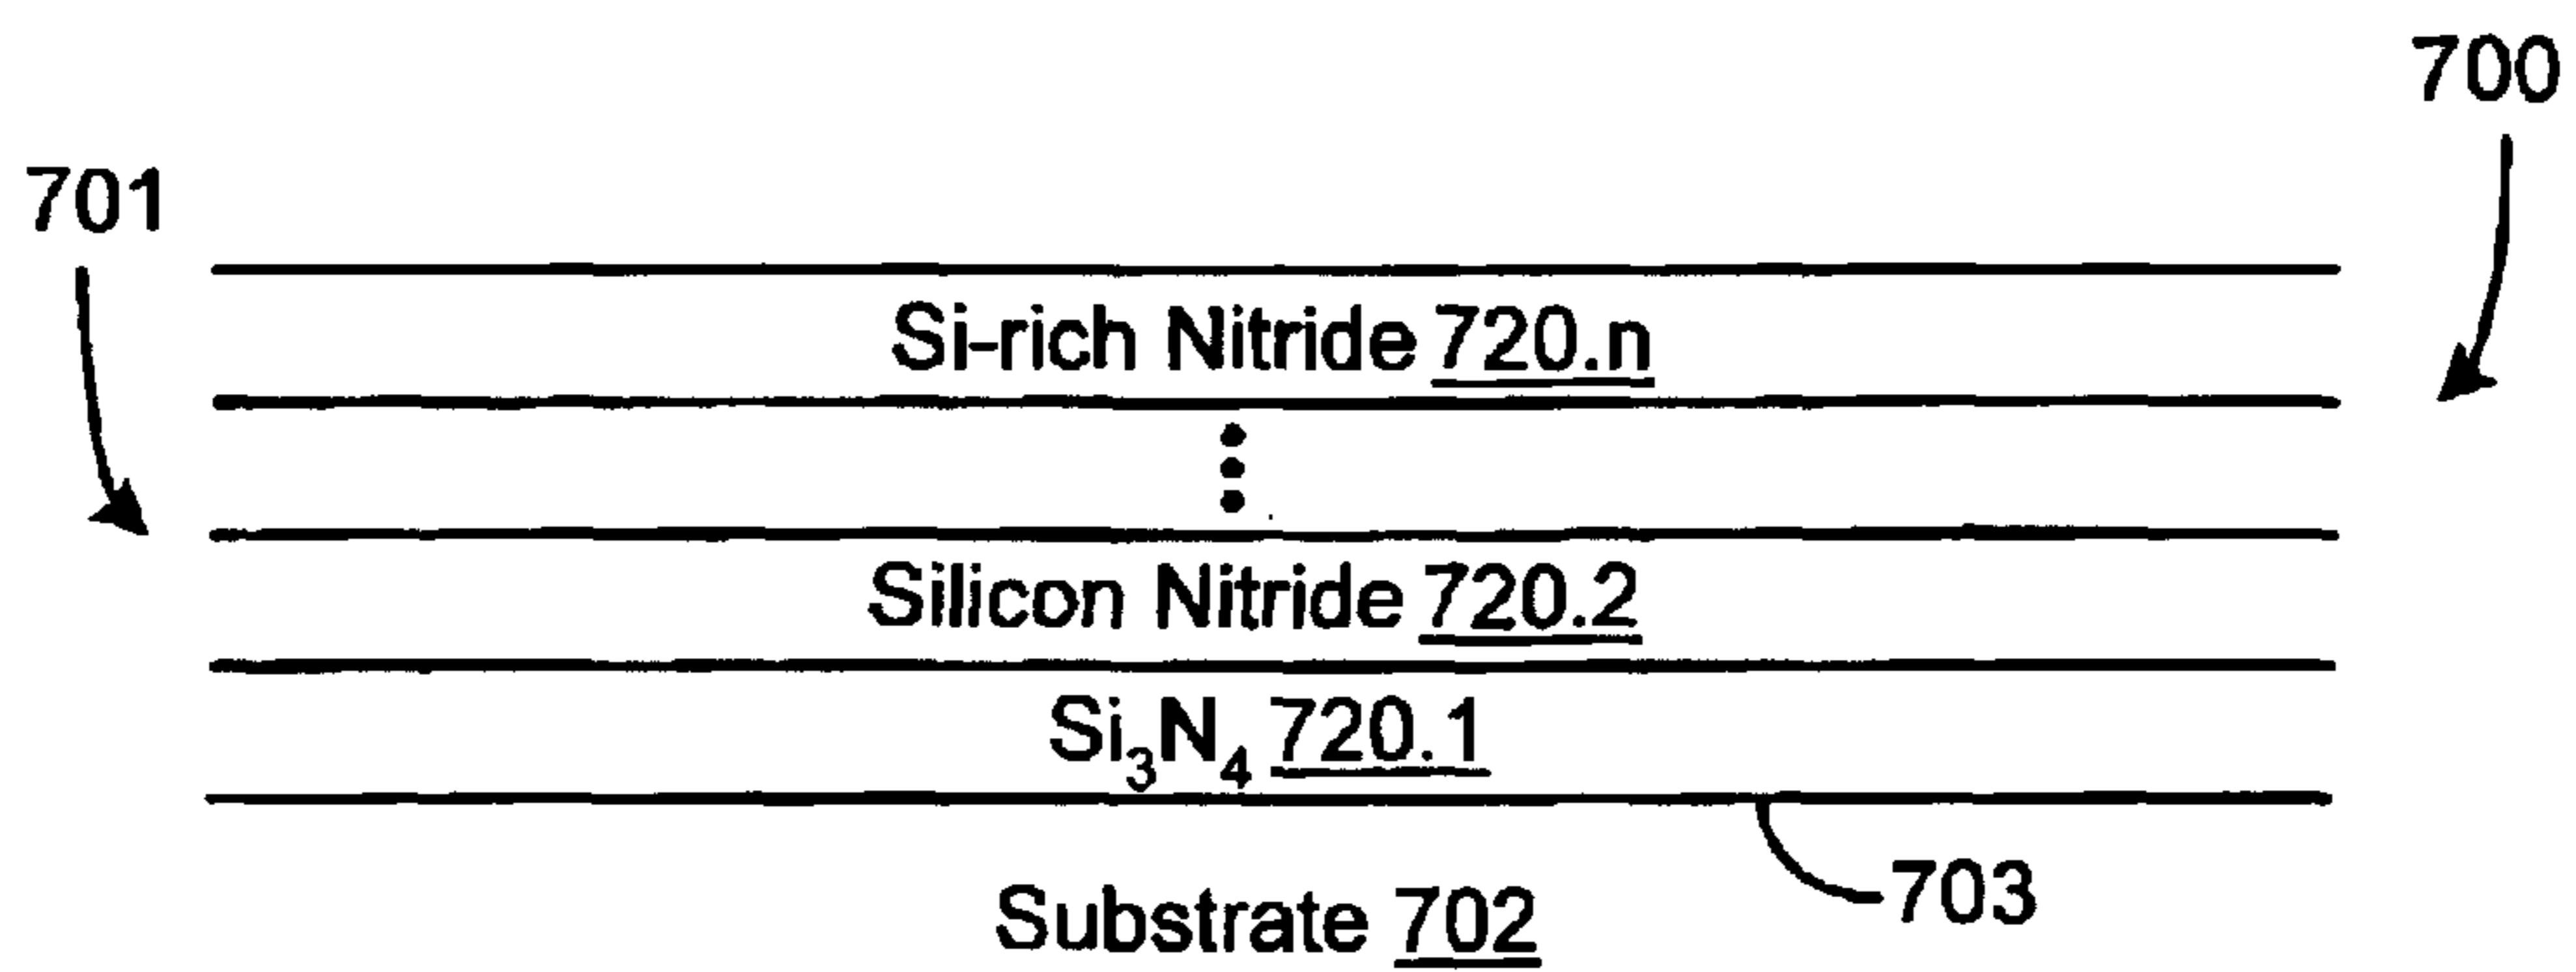 700
701
Si-rich Nitride 720.n
Silicon Nitride 720.2
Si₃N₄ 720.1
703
Substrate 702